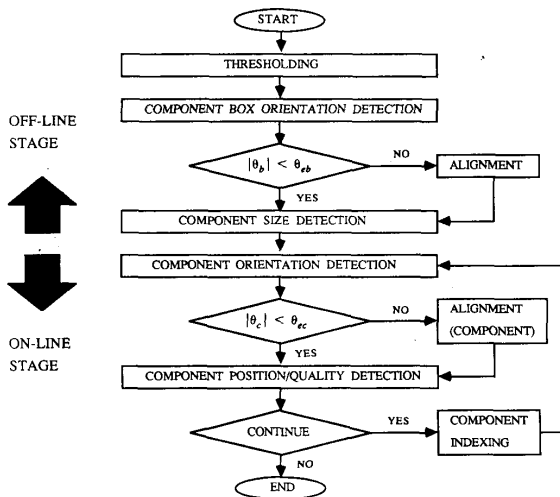 START
THRESHOLDING
COMPONENT BOX ORIENTATION DETECTION
OFF-LINE
STAGE
|θb| < θeb
NO
ALIGNMENT
YES
COMPONENT SIZE DETECTION
COMPONENT ORIENTATION DETECTION
|θc| < θec
NO
ALIGNMENT
(COMPONENT)
ON-LINE
STAGE
YES
COMPONENT POSITION/QUALITY DETECTION
CONTINUE
YES
COMPONENT
INDEXING
NO
END